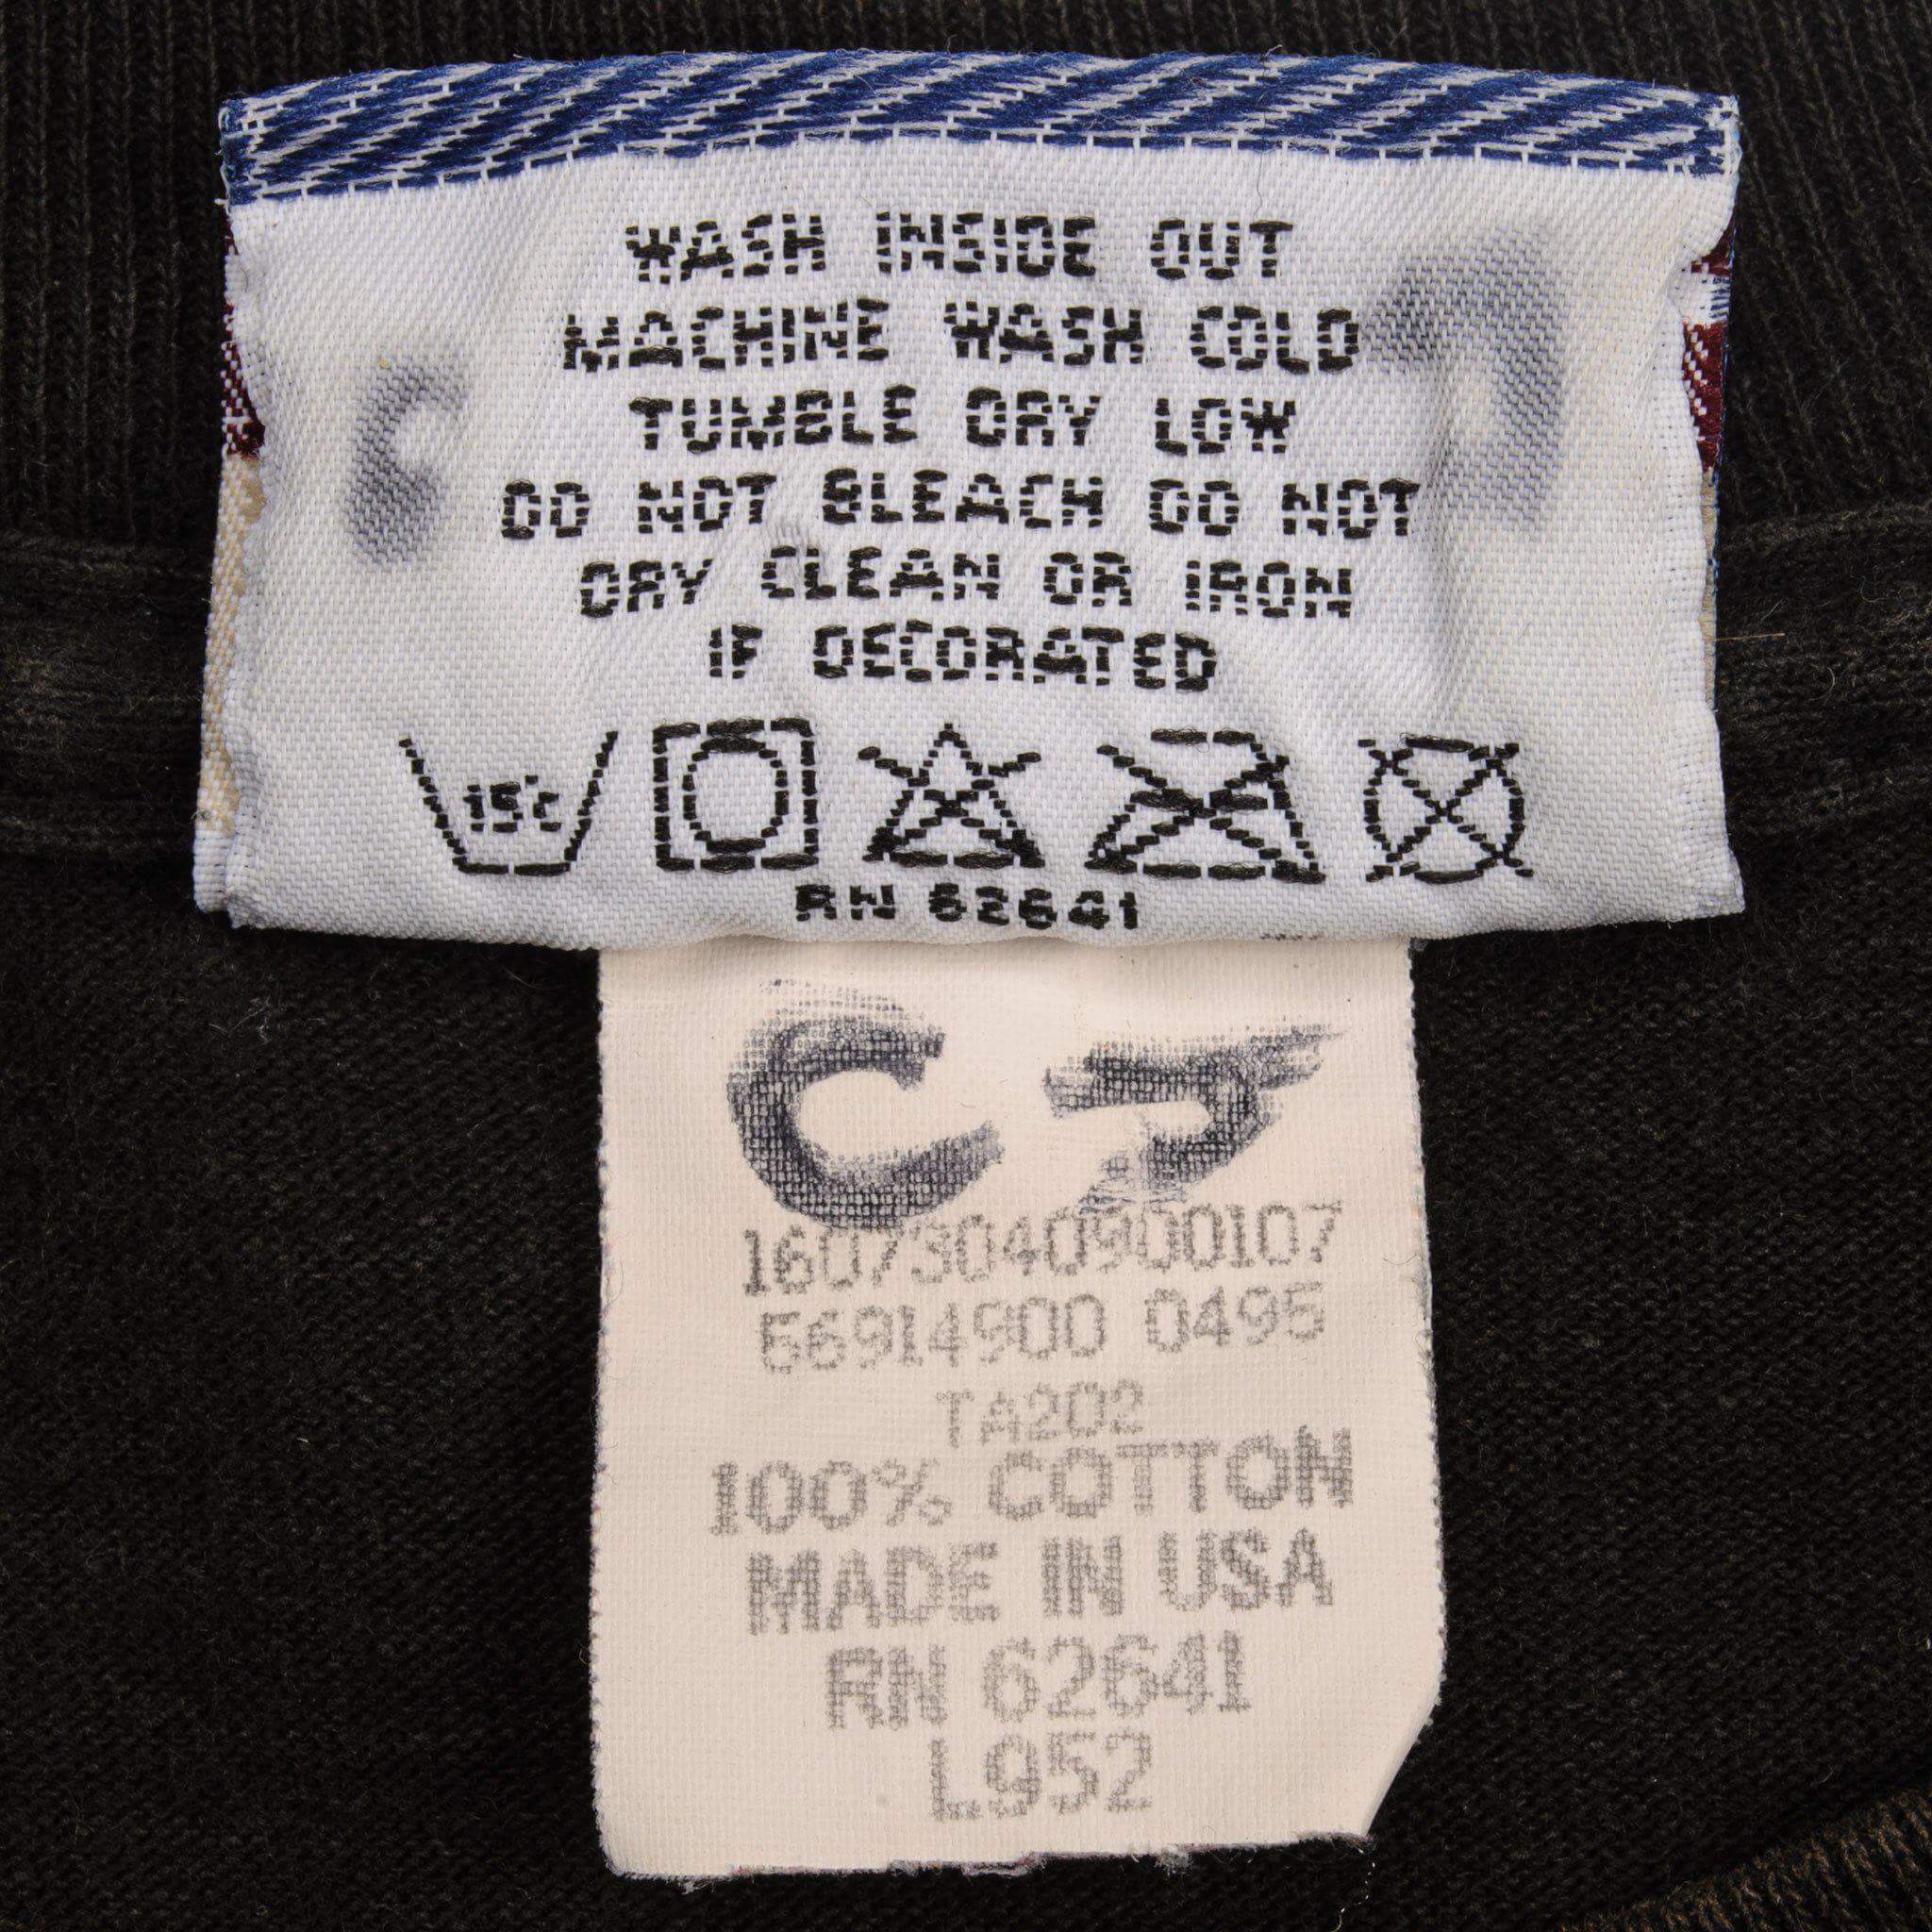 WASH INSIDE OUT
MACHINE WASH COLD
TUMBLE DRY LOW
DO NOT BLEACH DO NOT
DRY CLEAN OR IRON
IF DECORATED
15c
RN 62641
16073040900107
56914900 0495
TA202
100% COTTON
MADE IN USA
RN 62641
L952